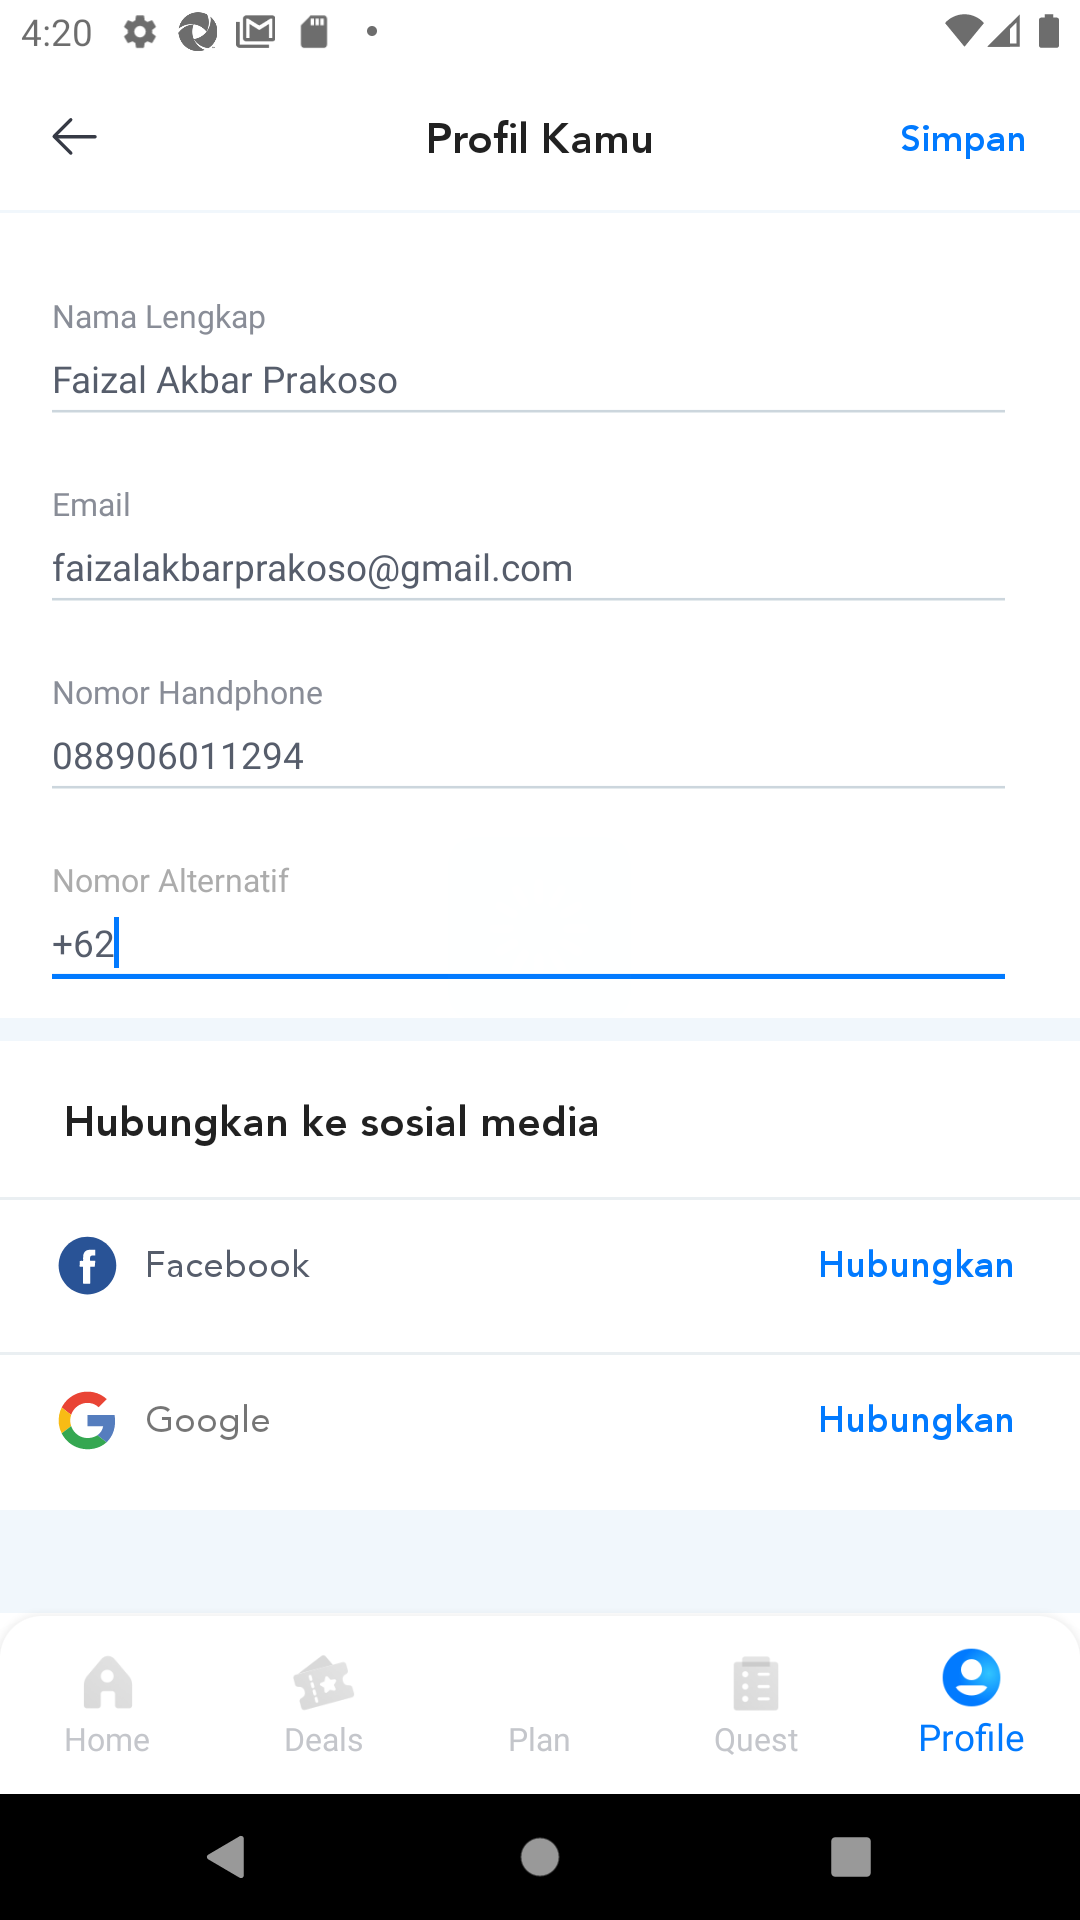 4:20
Profil Kamu
Simpan
Nama Lengkap
Faizal Akbar Prakoso
Email
faizalakbarprakoso@gmail.com
Nomor Handphone
088906011294
Nomor Alternatif
+62
Hubungkan ke sosial media
Facebook
Hubungkan
Google
Hubungkan
Home
Deals
Plan
Quest
Profile